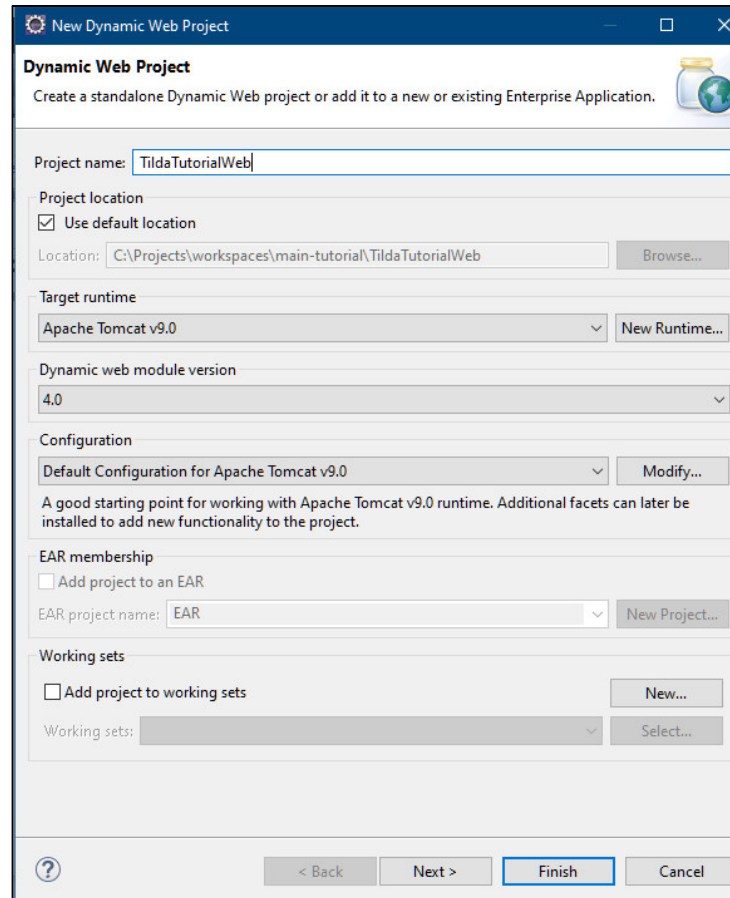 New Dynamic Web Project
Dynamic Web Project
Create a standalone Dynamic Web project or add it to a new or existing Enterprise Application.
Project name: TildaTutorialWeb
Project location
Use default location
Location: C:\Projects\workspaces\main-tutorial\TildaTutorialWeb Browse...
Target runtime
Apache Tomcat v9.0 New Runtime...
Dynamic web module version
4.0
Configuration
Default Configuration for Apache Tomcat v9.0 Modify...
A good starting point for working with Apache Tomcat v9.0 runtime. Additional facets can later be
installed to add new functionality to the project.
EAR membership
Add project to an EAR
EAR project name: EAR New Project...
Working sets
Add project to working sets New...
Working sets: Select...
? < Back Next > Finish Cancel